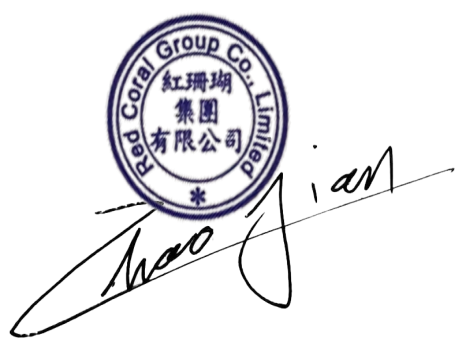 Red Coral Group Co., Limited
紅珊瑚
集團
有限公司
*
Zhao Jian